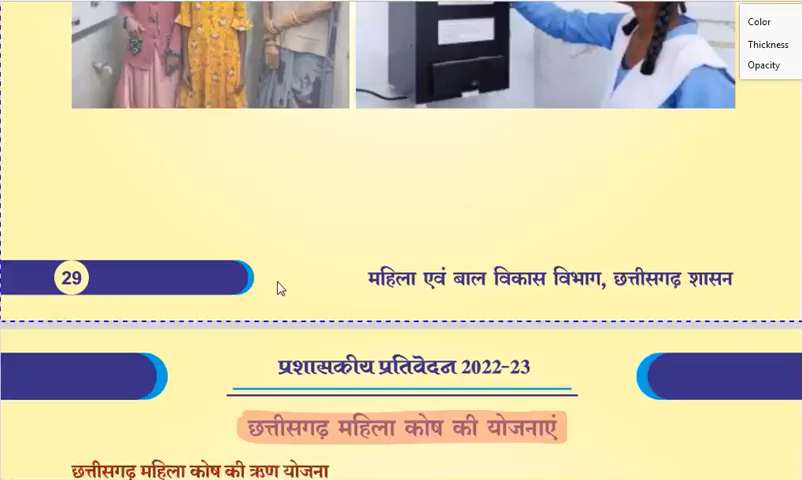 Color
Thickness
Opacity
29
महिला एवं बाल विकास विभाग, छत्तीसगढ़ शासन
प्रशासकीय प्रतिवेदन 2022-23
छत्तीसगढ़ महिला कोष की योजनाएं
छत्तीसगढ़ महिला कोष की ऋण योजना